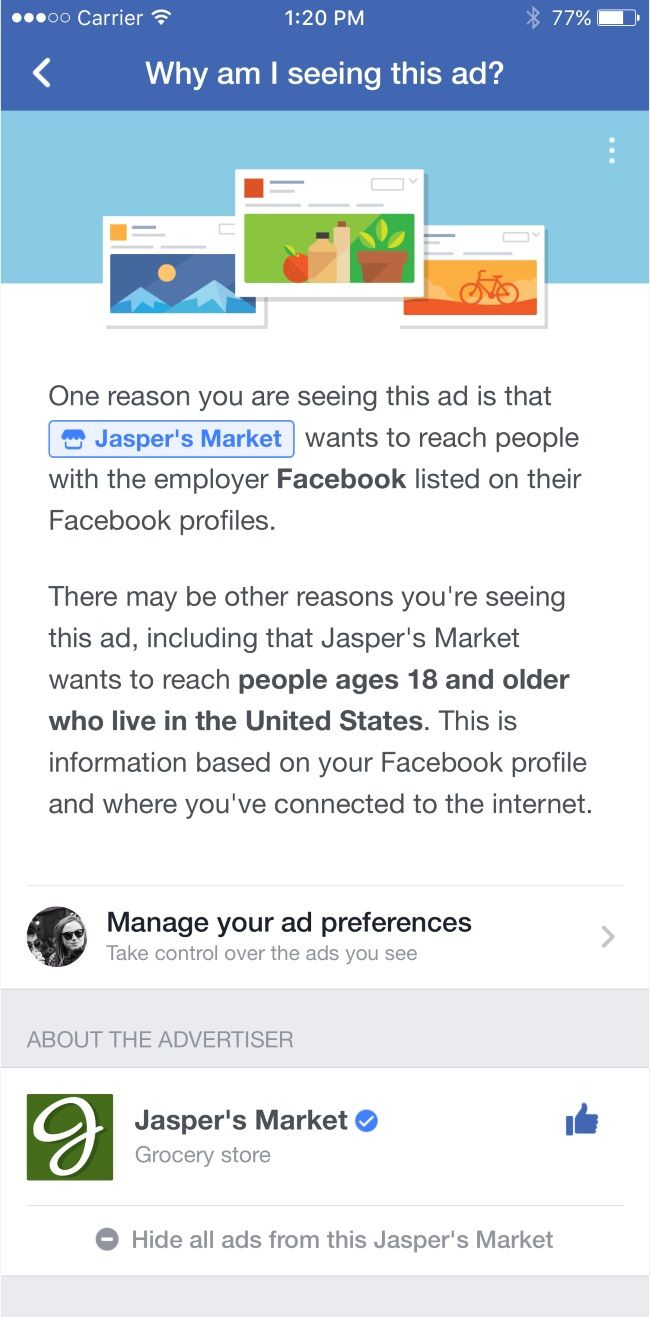 Carrier 1:20 PM 77%
Why am I seeing this ad?
One reason you are seeing this ad is that
Jasper's Market wants to reach people
with the employer Facebook listed on their
Facebook profiles.
There may be other reasons you're seeing
this ad, including that Jasper's Market
wants to reach people ages 18 and older
who live in the United States. This is
information based on your Facebook profile
and where you've connected to the internet.
Manage your ad preferences
Take control over the ads you see
ABOUT THE ADVERTISER
Jasper's Market
Grocery store
Hide all ads from this Jasper's Market